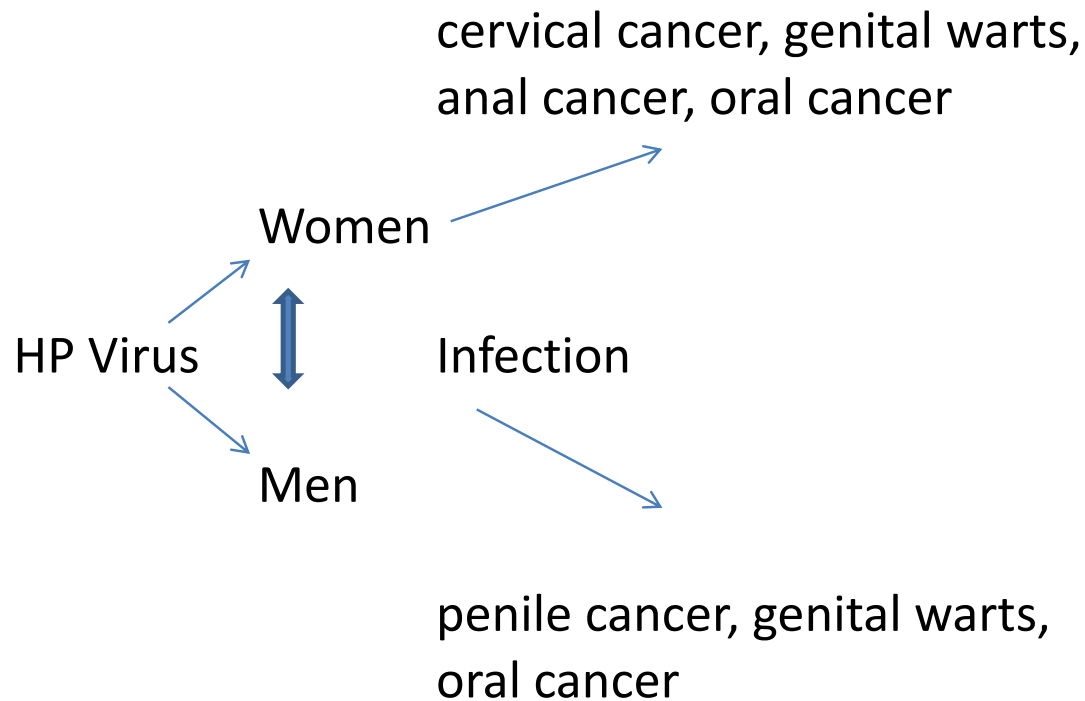 cervical cancer, genital warts,
anal cancer, oral cancer
Women
HP Virus
Infection
Men
penile cancer, genital warts,
oral cancer